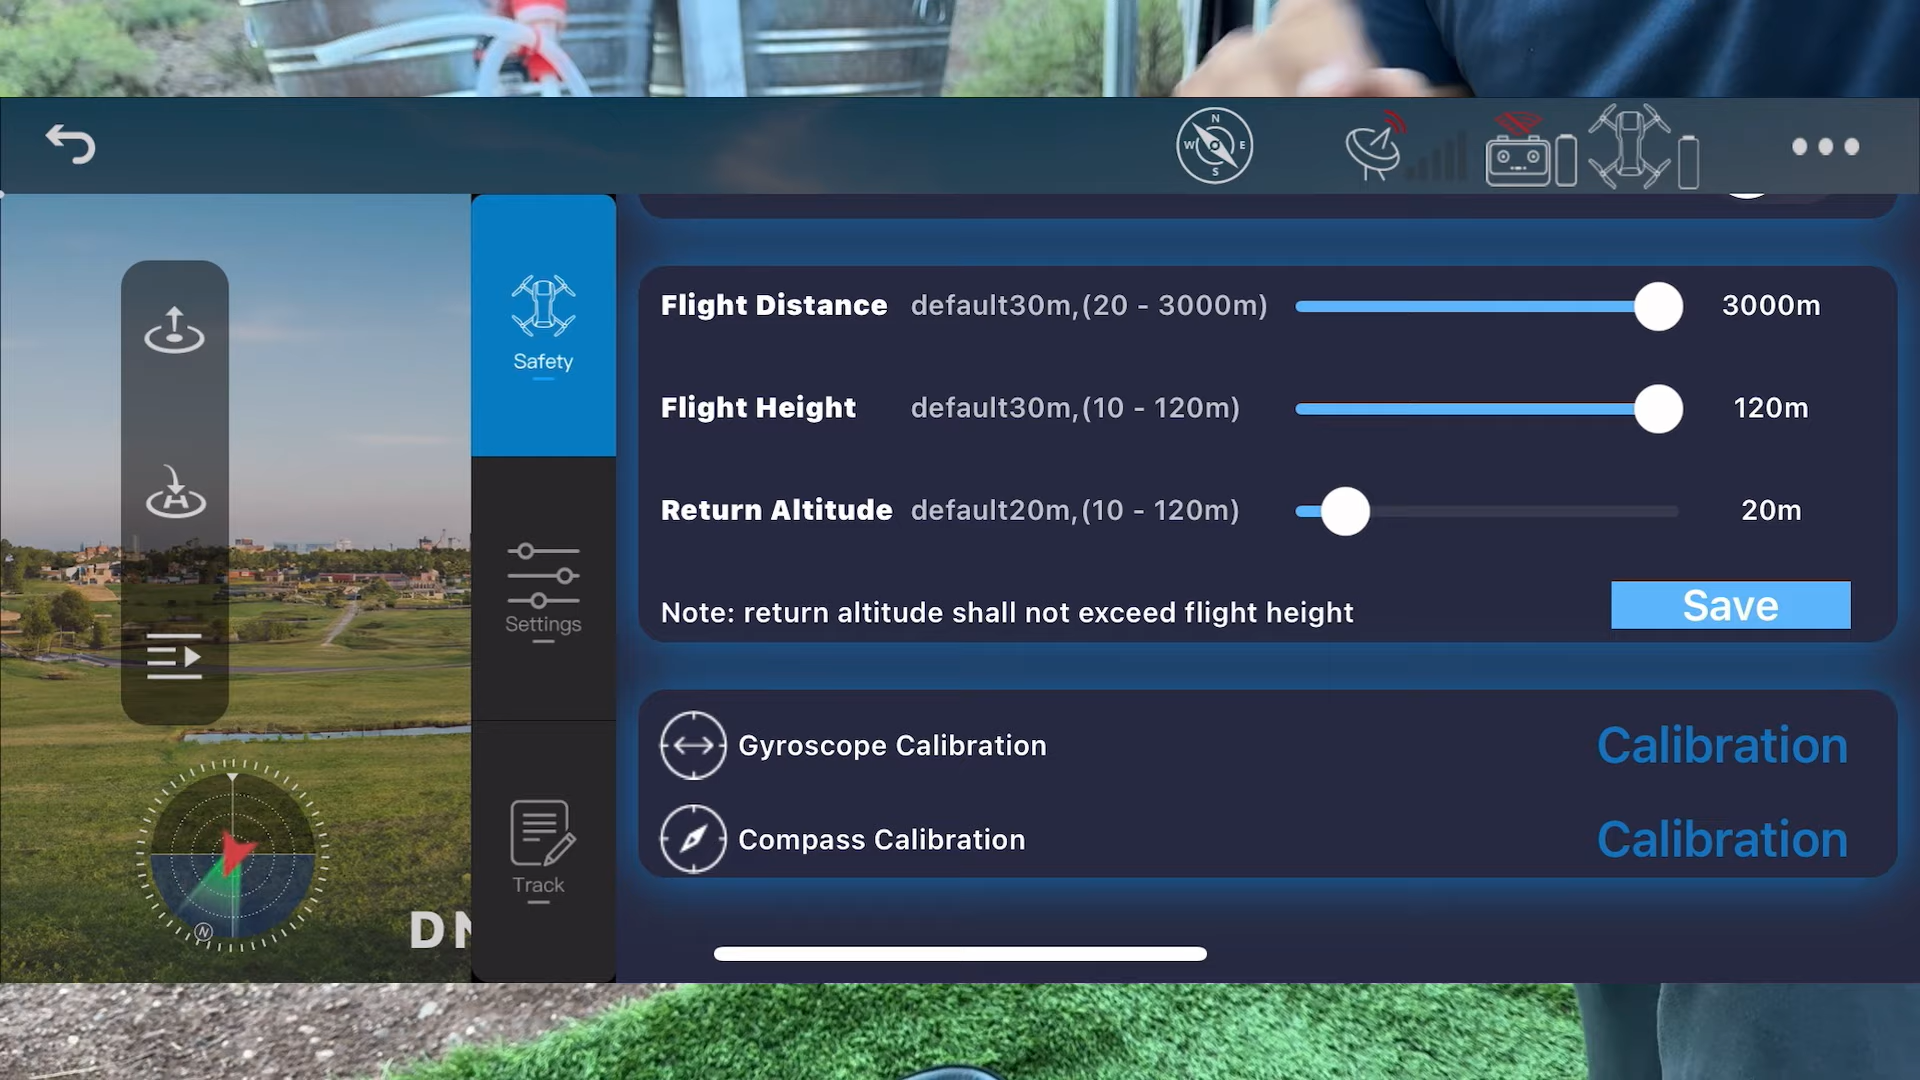 N
W E
S
Safety
Flight Distance default30m,(20 - 3000m) 3000m
Flight Height default30m,(10 - 120m) 120m
Return Altitude default20m,(10 - 120m) 20m
Note: return altitude shall not exceed flight height Save
Settings
Gyroscope Calibration Calibration
Compass Calibration Calibration
Track
N
DN